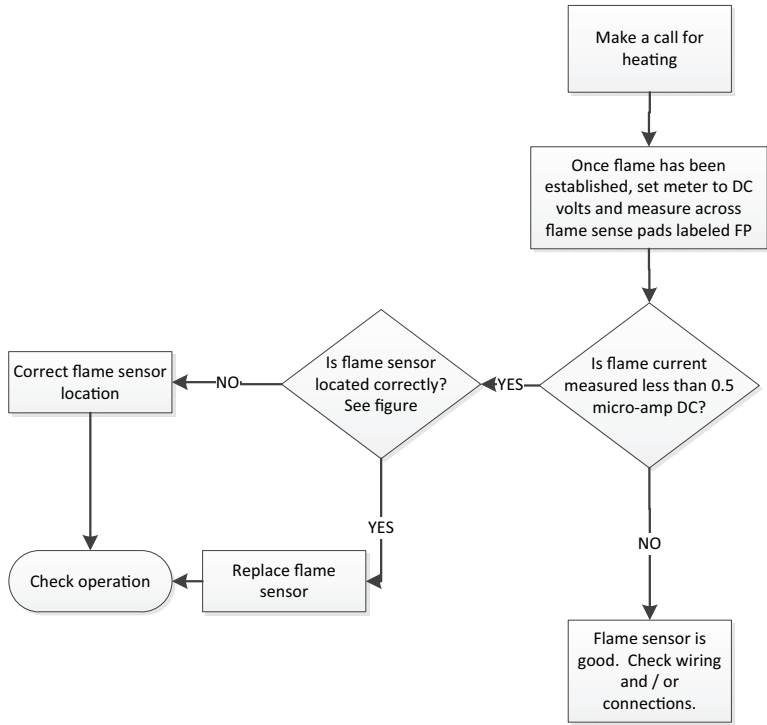 Make a call for
heating
Once flame has been
established, set meter to DC
volts and measure across
flame sense pads labeled FP
Is flame current
measured less than 0.5
micro-amp DC?
YES
Is flame sensor
located correctly?
See figure
NO
Correct flame sensor
location
YES
Replace flame
sensor
Check operation
NO
Flame sensor is
good.  Check wiring
and / or
connections.